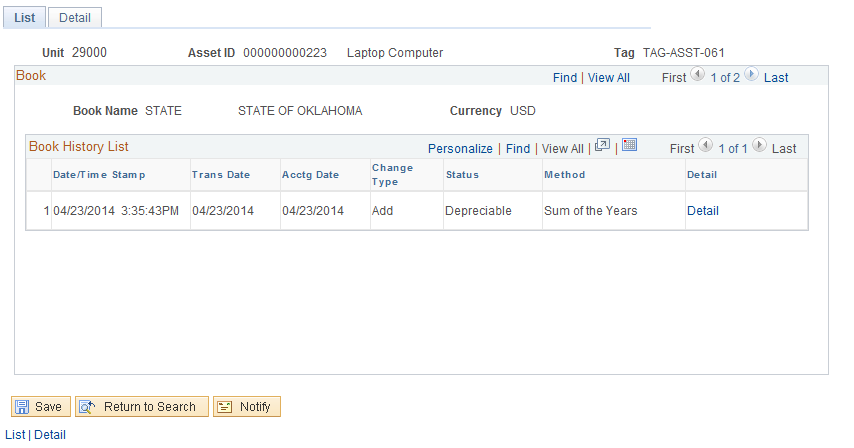 List Detail
Unit 29000 Asset ID 000000000223 Laptop Computer Tag TAG-ASST-061
Book Find | View All First 1 of 2 Last
Book Name STATE STATE OF OKLAHOMA Currency USD
Book History List Personalize | Find | View All | | First 1 of 1 Last
Date/Time Stamp Trans Date Acctg Date Change Type Status Method Detail
1 04/23/2014 3:35:43PM 04/23/2014 04/23/2014 Add Depreciable Sum of the Years Detail
Save Return to Search Notify
List | Detail